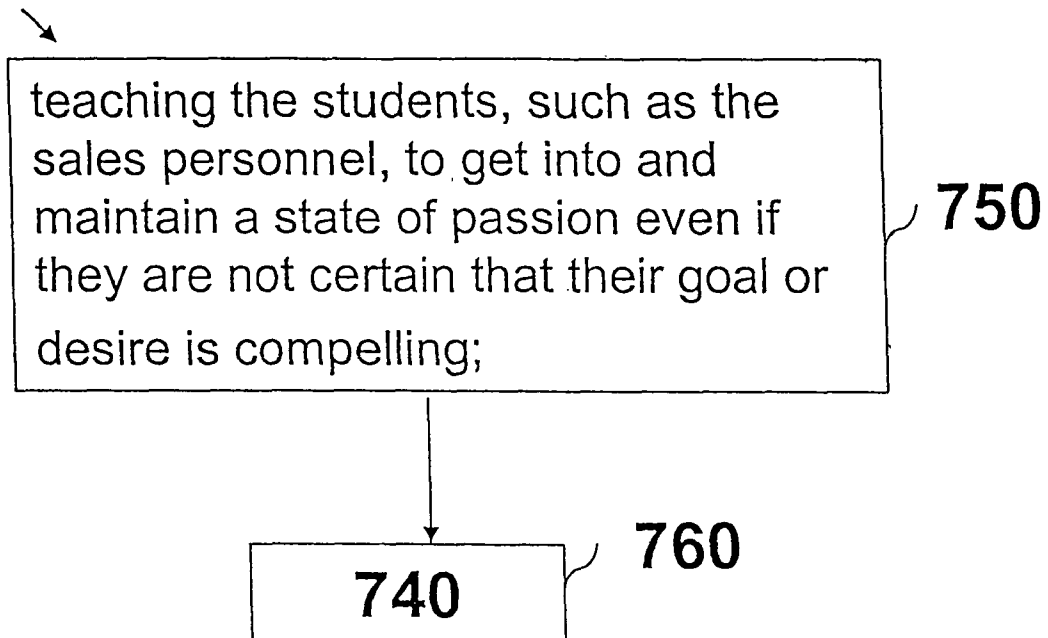 teaching the students, such as the
sales personnel, to get into and
maintain a state of passion even if
they are not certain that their goal or
desire is compelling;
750
760
740